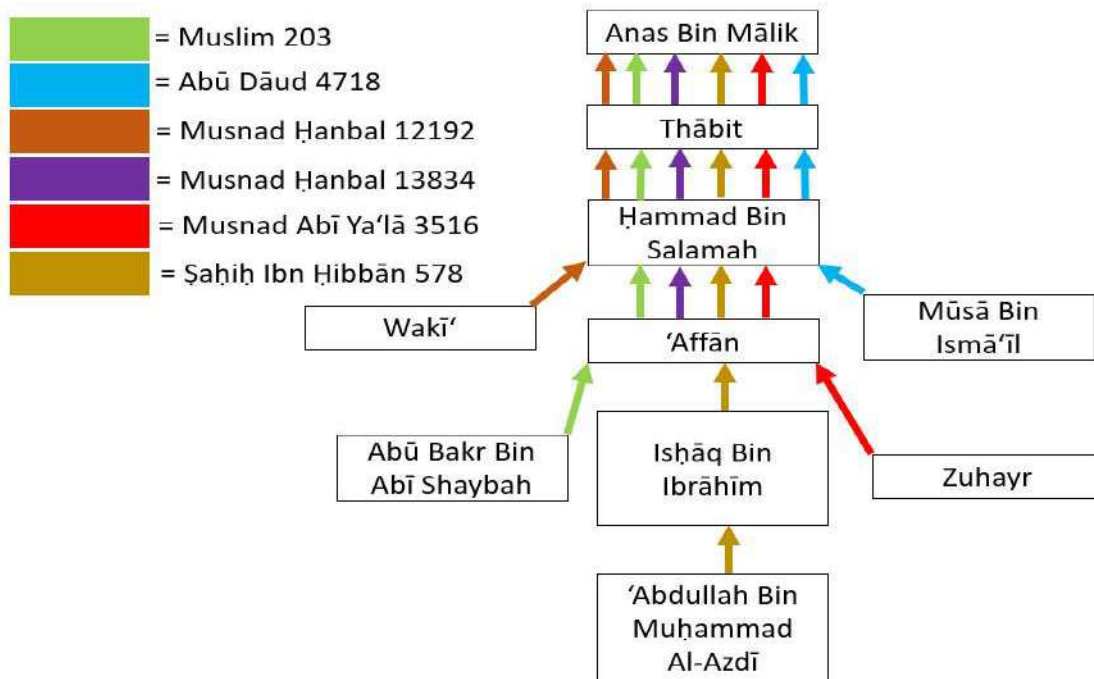 = Muslim 203
= Abū Dāud 4718
= Musnad Ḥanbal 12192
= Musnad Ḥanbal 13834
= Musnad Abī Ya‘lā 3516
= Ṣaḥiḥ Ibn Ḥibbān 578
Anas Bin Mālik
Thābit
Ḥammad Bin
Salamah
Wakī‘
Mūsā Bin
Ismā‘īl
‘Affān
Abū Bakr Bin
Abī Shaybah
Isḥāq Bin
Ibrāhīm
Zuhayr
‘Abdullah Bin
Muḥammad
Al-Azdī